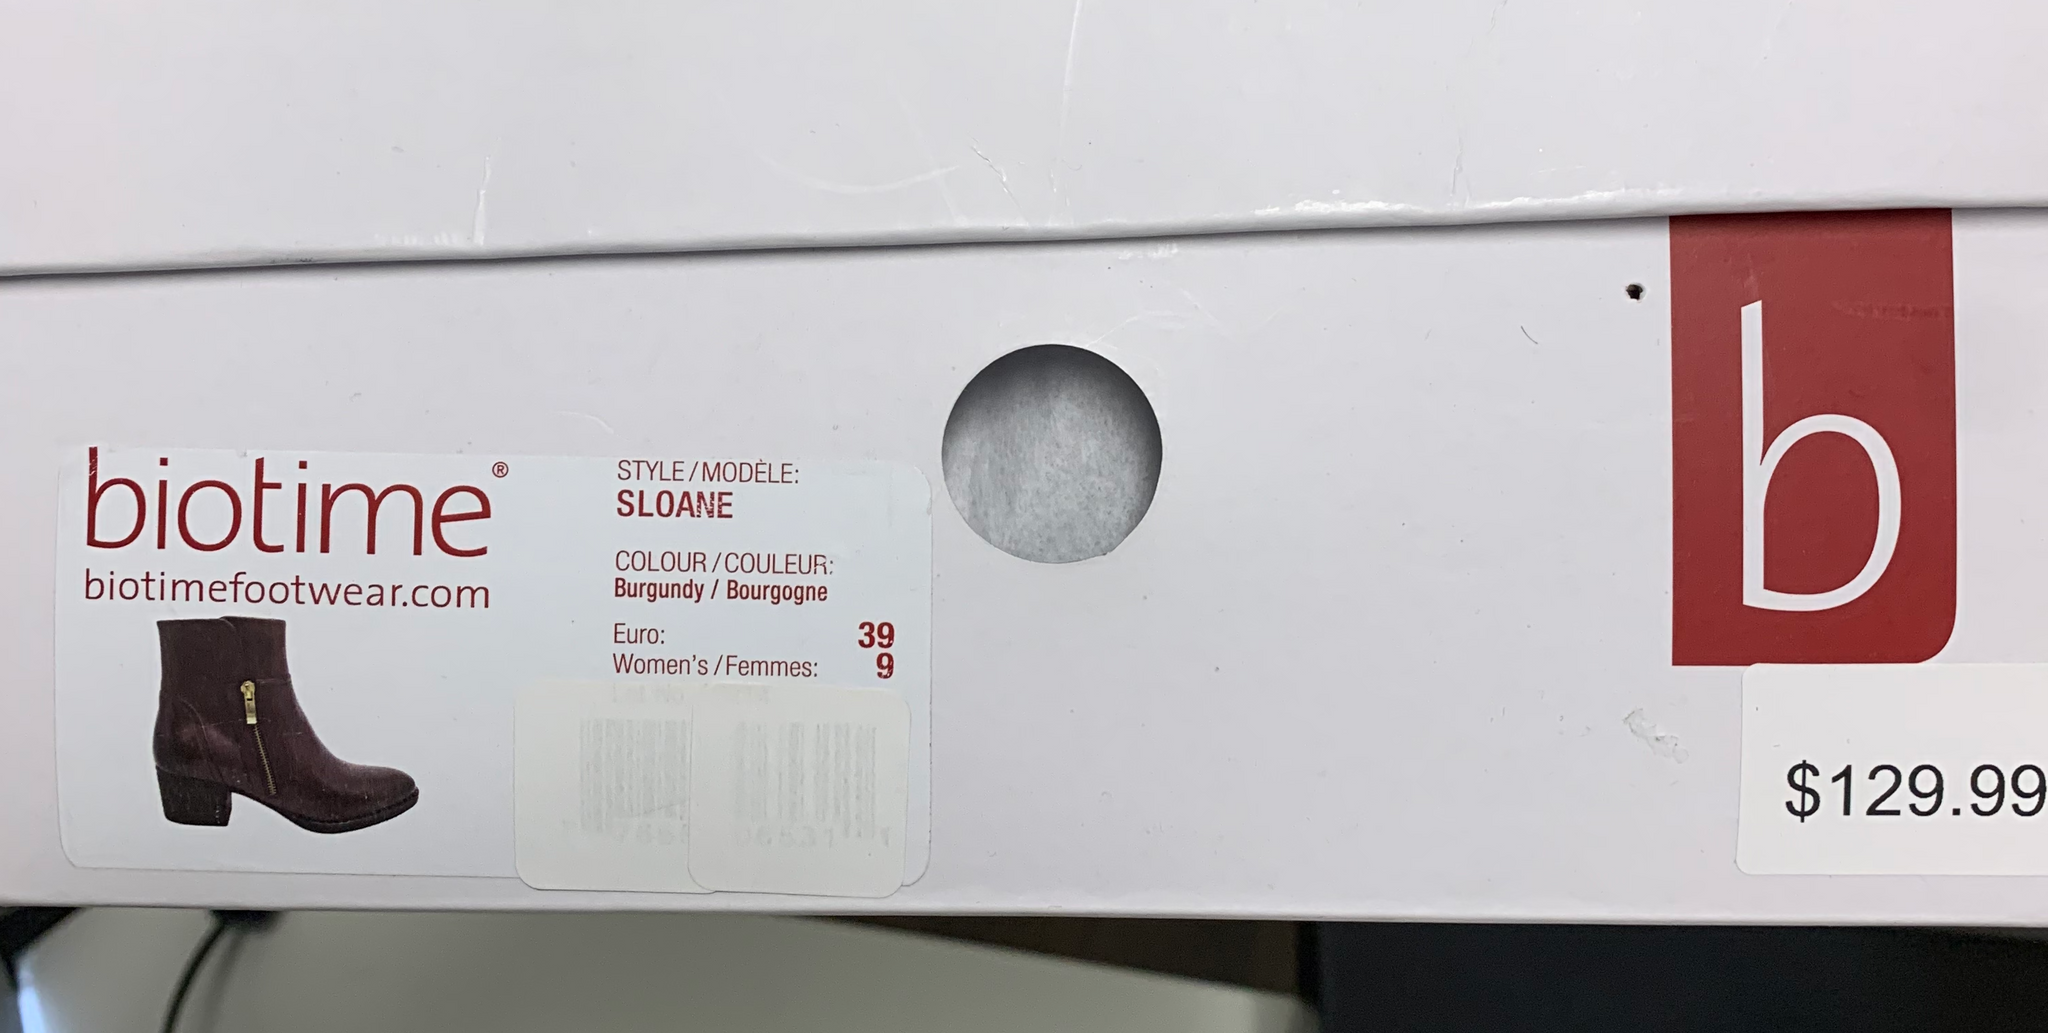 biotime®
biotimefootwear.com
STYLE/MODÈLE:
SLOANE
COLOUR/COULEUR:
Burgundy / Bourgogne
Euro: 39
Women's/Femmes: 9
b
$129.99